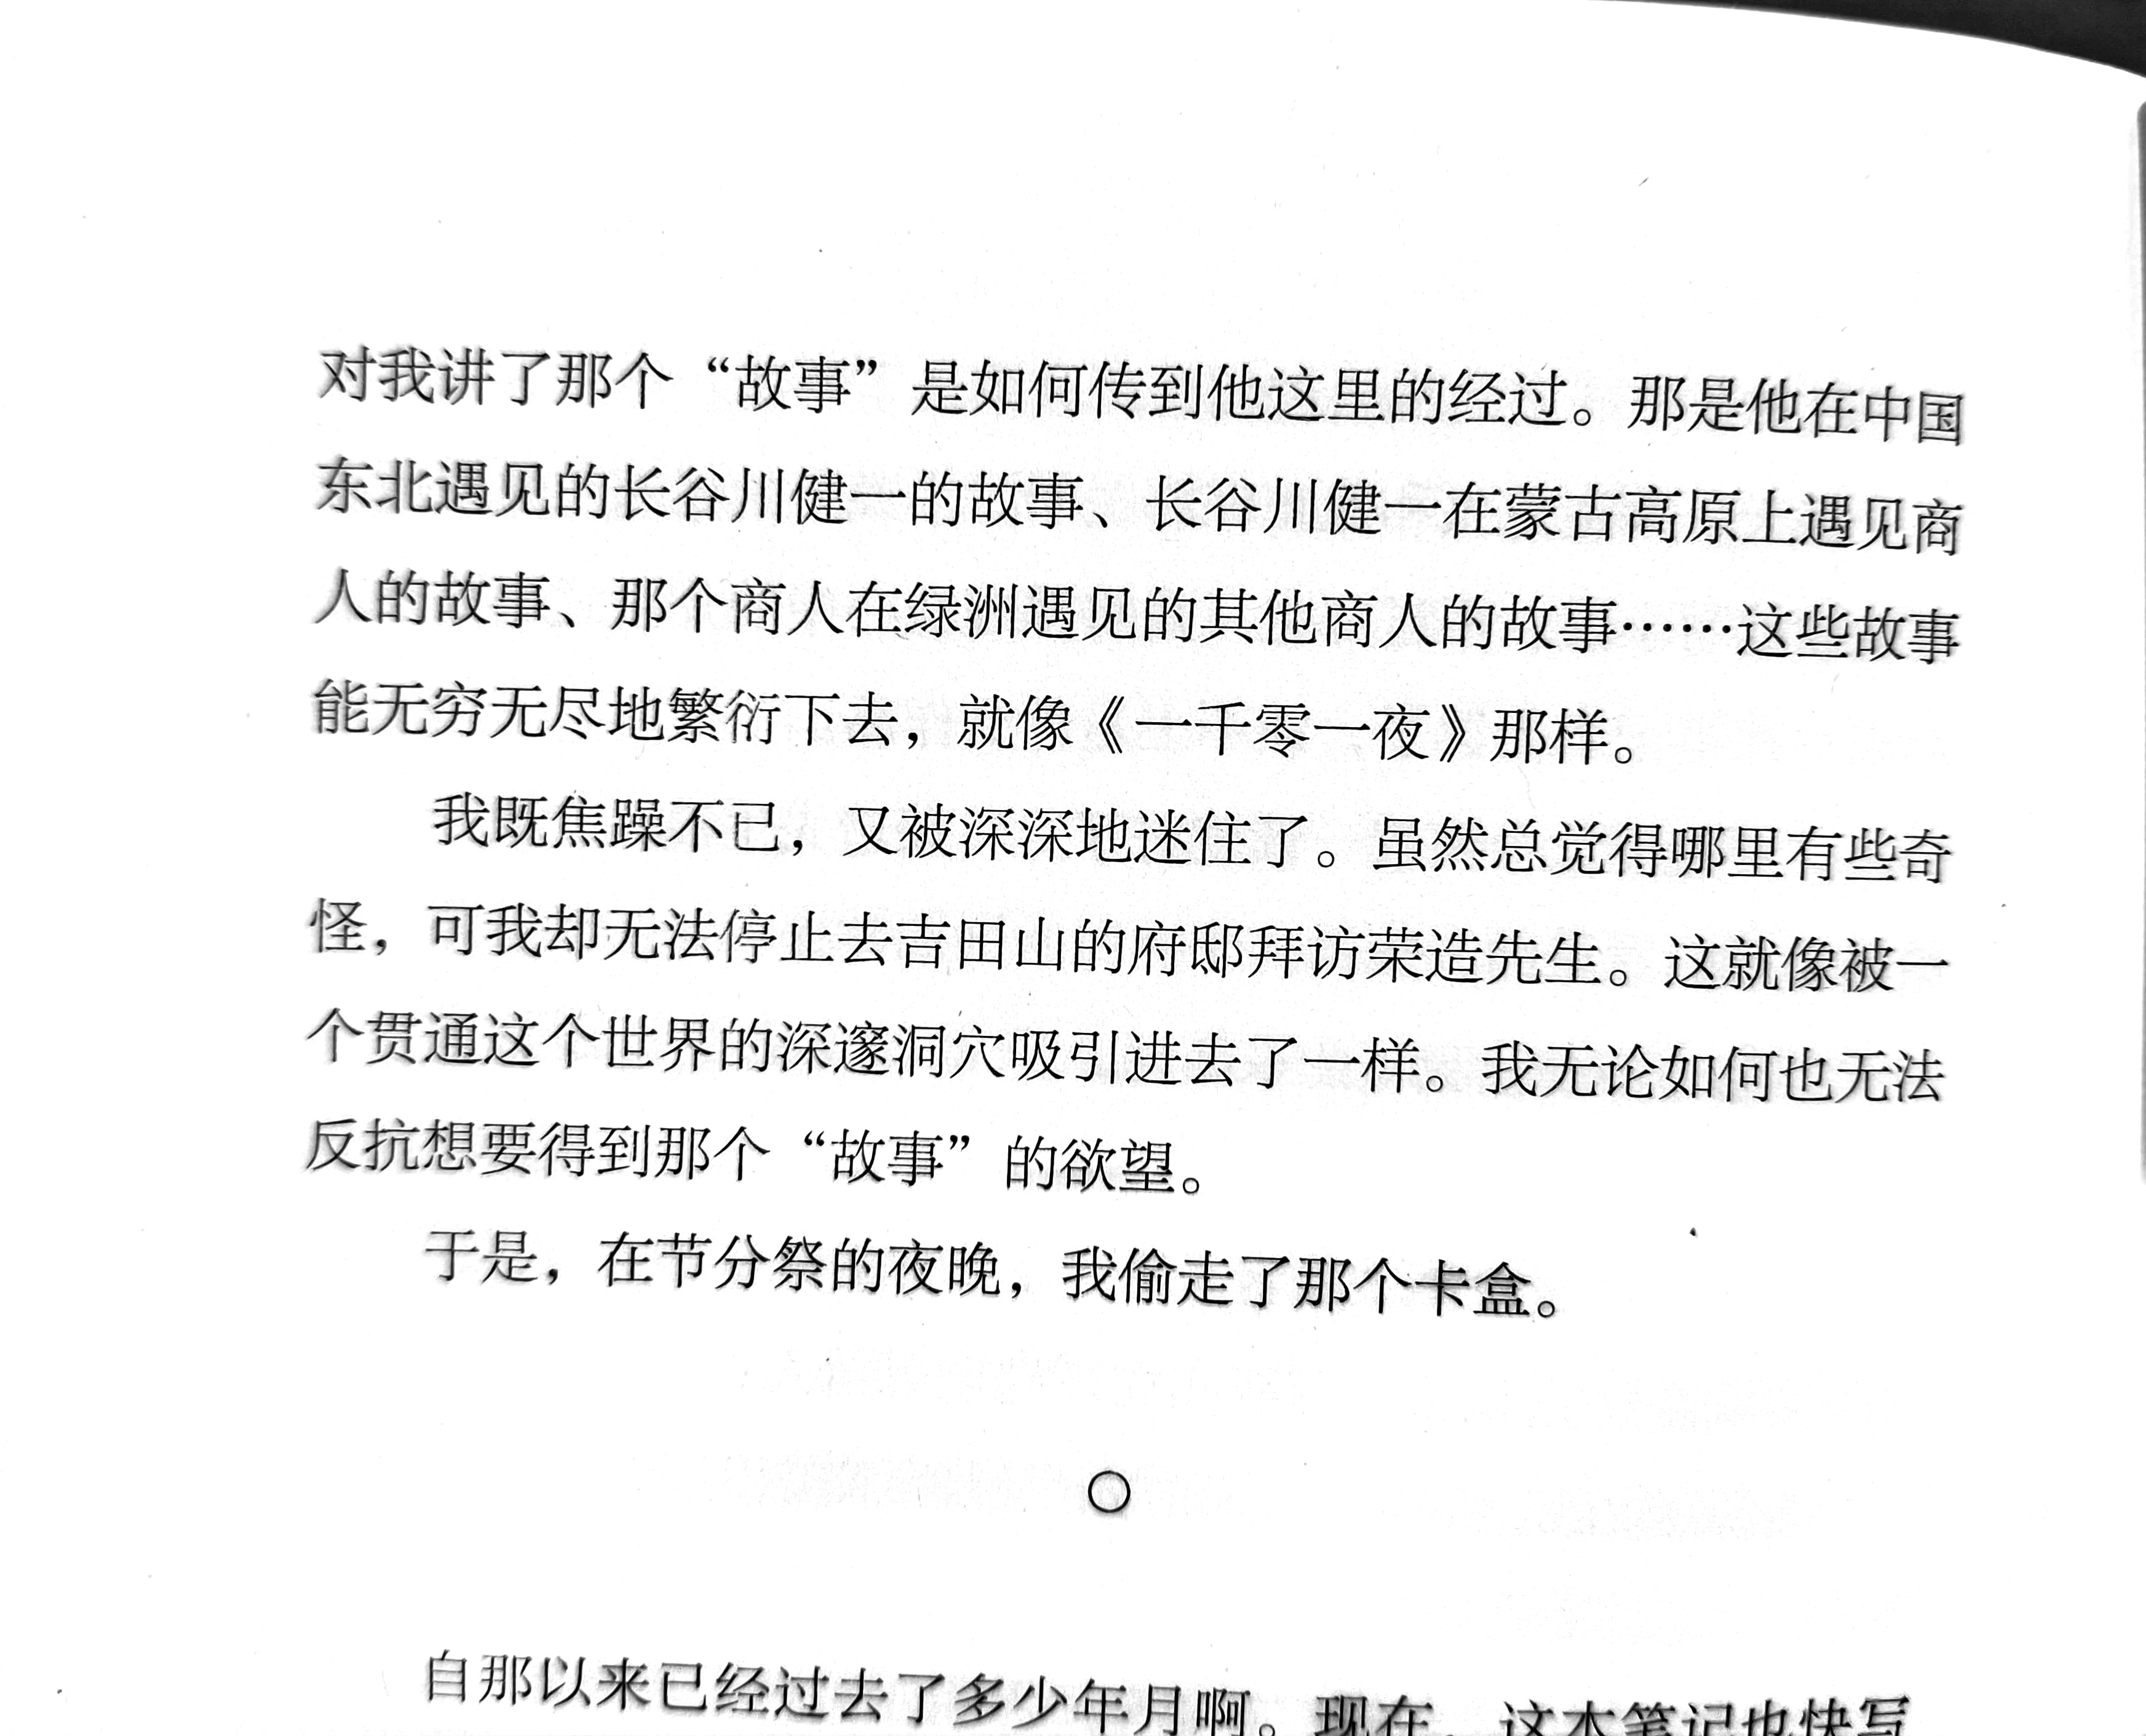 对我讲了那个“故事”是如何传到他这里的经过。那是他在中国
东北遇见的长谷川健一的故事、长谷川健一在蒙古高原上遇见商
人的故事、那个商人在绿洲遇见的其他商人的故事……这些故事
能无穷无尽地繁衍下去，就像《一千零一夜》那样。
我既焦躁不已，又被深深地迷住了。虽然总觉得哪里有些奇
怪，可我却无法停止去吉田山的府邸拜访荣造先生。这就像被一
个贯通这个世界的深邃洞穴吸引进去了一样。我无论如何也无法
反抗想要得到那个“故事”的欲望。
于是，在节分祭的夜晚，我偷走了那个卡盒。
○
自那以来已经过去了多少年月啊。现在，这本笔记也快写